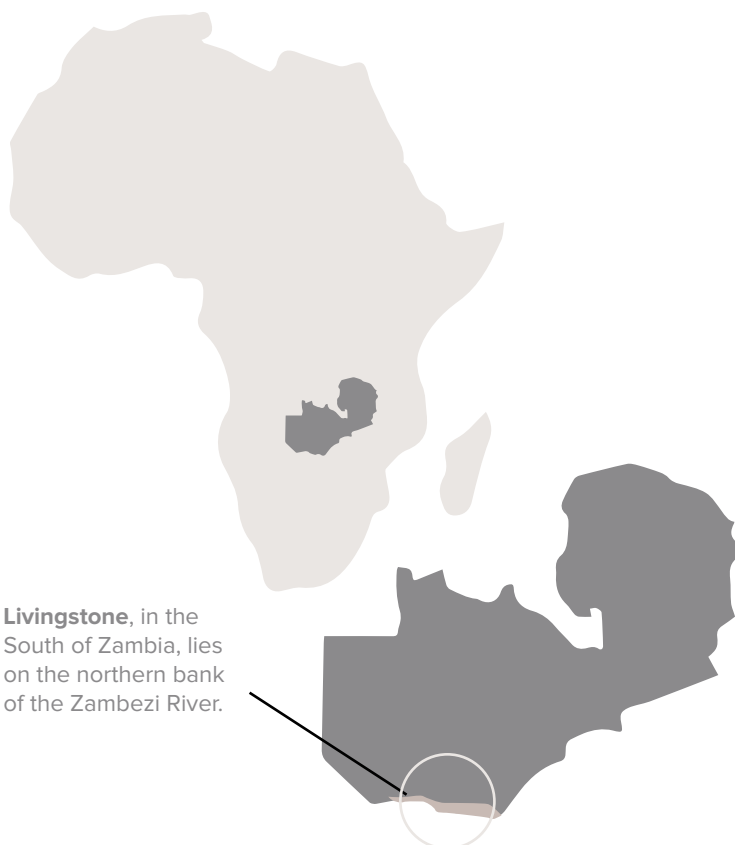 Livingstone, in the
South of Zambia, lies
on the northern bank
of the Zambezi River.